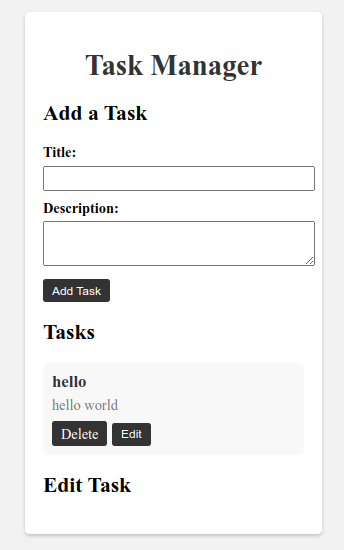 Task Manager
Add a Task
Title:
Description:
Add Task
Tasks
hello
hello world
Delete Edit
Edit Task